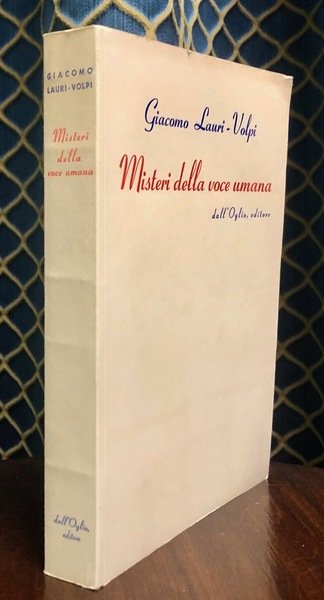 GIACOMO
LAURI-VOLPI
Misteri
della
voce umana
dall'Oglio,
editore
Giacomo Lauri-Volpi
Misteri della voce umana
dall'Oglio, editore